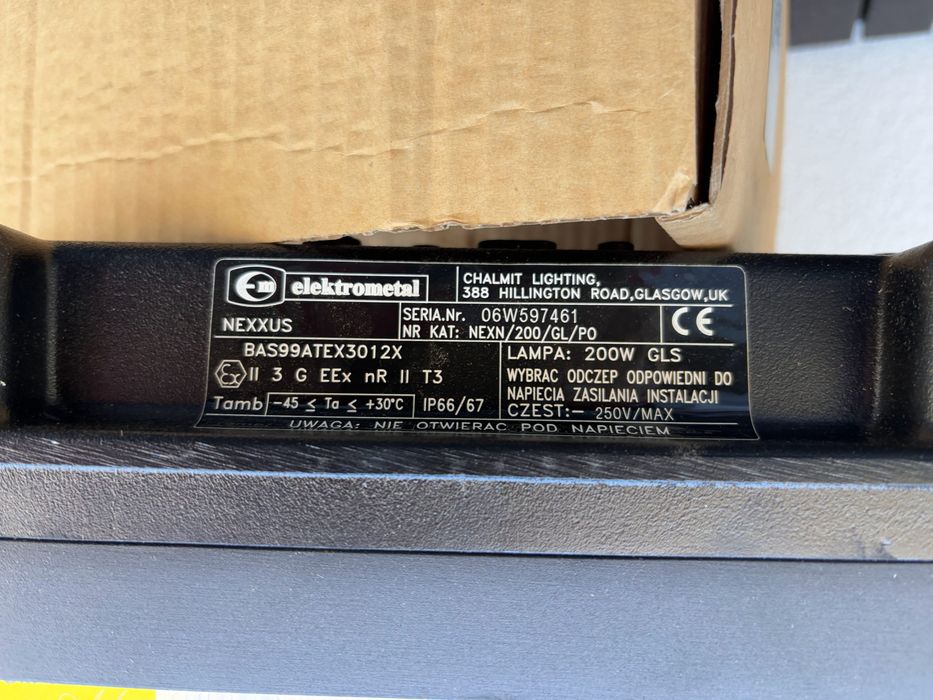 Em elektrometal
CHALMIT LIGHTING,
388 HILLINGTON ROAD,GLASGOW,UK
NEXXUS
SERIA.Nr. 06W597461
NR KAT: NEXN/200/GL/PO
CE
BAS99ATEX3012X
Ex II 3 G EEx nR II T3
Tamb -45 ≤ Ta ≤ +30°C IP66/67
LAMPA: 200W GLS
WYBRAC ODCZEP ODPOWIEDNI DO
NAPIECIA ZASILANIA INSTALACJI
CZEST:- 250V/MAX
UWAGA: NIE OTWIERAC POD NAPIECIEM